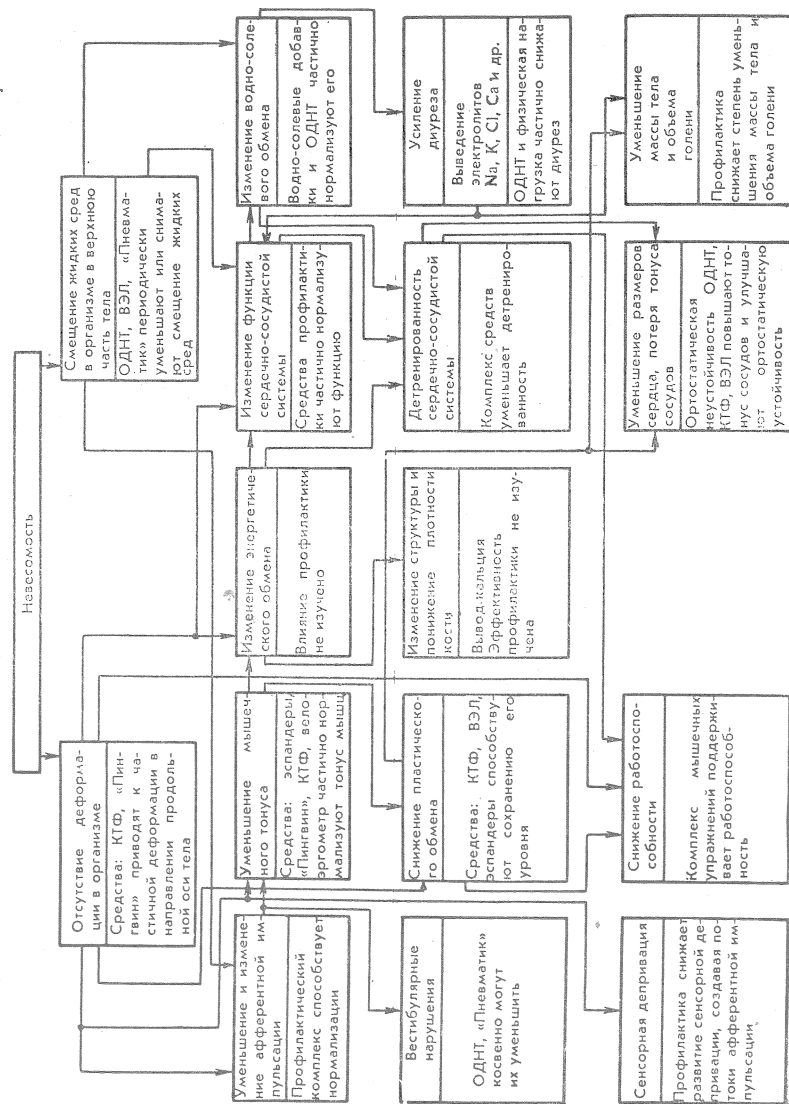 Невесомость
Отсутствие деформа-
ции в организме
Средства: КТФ, «Пин-
гвин» приводят к ча-
стичной деформации в
направлении продоль-
ной оси тела
Смещение жидких сред
в организме в верхнюю
часть тела
ОДНТ, ВЭЛ, «Пневма-
тик» периодически
уменьшают или снима-
ют смещение жидких
сред
Уменьшение и измене-
ние афферентной им-
пульсации
Профилактический
комплекс способствует
нормализации
Уменьшение мышеч-
ного тонуса
Средства: эспандеры,
«Пингвин», КТФ, вело-
эргометр частично нор-
мализуют тонус мышц
Изменение энергетиче-
ского обмена
Влияние профилактики
не изучено
Изменение функции
сердечно-сосудистой
системы
Средства профилакти-
ки частично нормализу-
ют функцию
Изменение водно-соле-
вого обмена
Водно-солевые добав-
ки и ОДНТ частично
нормализуют его
Вестибулярные
нарушения
ОДНТ, «Пневматик»
косвенно могут
их уменьшить
Снижение пластическо-
го обмена
Средства: КТФ, ВЭЛ,
эспандеры способству-
ют сохранению его
уровня
Изменение структуры и
понижение плотности
кости
Вывод.кальция
Эффективность
профилактики не изу-
чена
Детренированность
сердечно-сосудистой
системы
Комплекс средств
уменьшает детрениро-
ванность
Усиление
диуреза
Выведение
электролитов
Na, K, Cl, Ca и др.
ОДНТ и физическая на-
грузка частично снижа-
ют диурез
Сенсорная депривация
Профилактика снижает
развитие сенсорной де-
привации, создавая по-
токи афферентной им-
пульсации
Снижение работоспо-
собности
Комплекс мышечных
упражнений поддержи-
вает работоспособ-
ность
Уменьшение размеров
сердца, потеря тонуса
сосудов
Ортостатическая
неустойчивость ОДНТ,
КТФ, ВЭЛ повышают то-
нус сосудов и улучша-
ют ортостатическую
устойчивость
Уменьшение
массы тела
и объема
голени
Профилактика
снижает степень умень-
шения массы тела и
объема голени